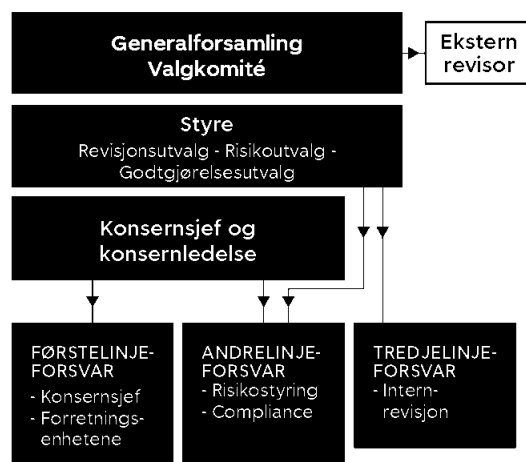 Generalforsamling
Valgkomité
Ekstern
revisor
Styre
Revisjonsutvalg - Risikoutvalg -
Godtgjørelsesutvalg
Konsernsjef og
konsernledelse
FØRSTELINJE-
FORSVAR
- Konsernsjef
- Forretnings-
enhetene
ANDRELINJE-
FORSVAR
- Risikostyring
- Compliance
TREDJELINJE-
FORSVAR
- Intern-
revisjon